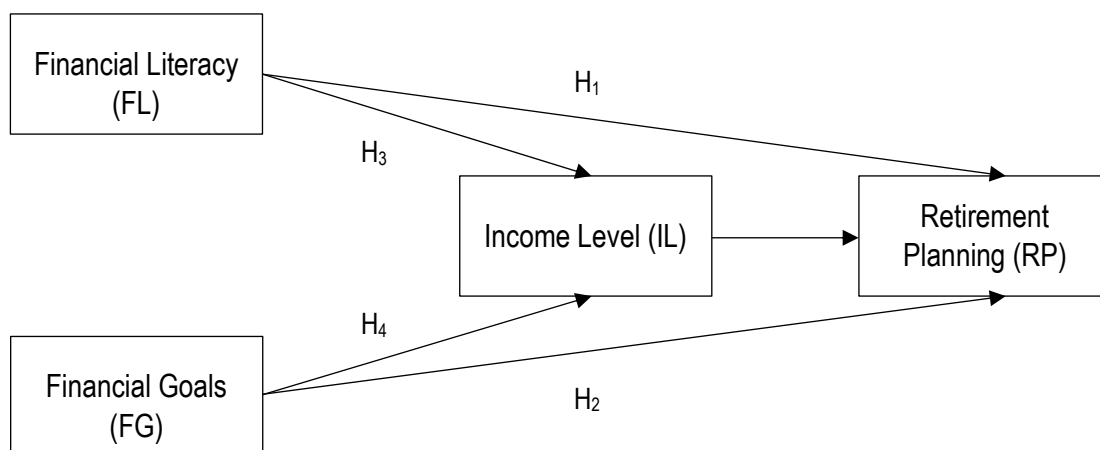 Financial Literacy
(FL)
H₁
H₃
Income Level (IL)
Retirement
Planning (RP)
H₄
Financial Goals
(FG)
H₂